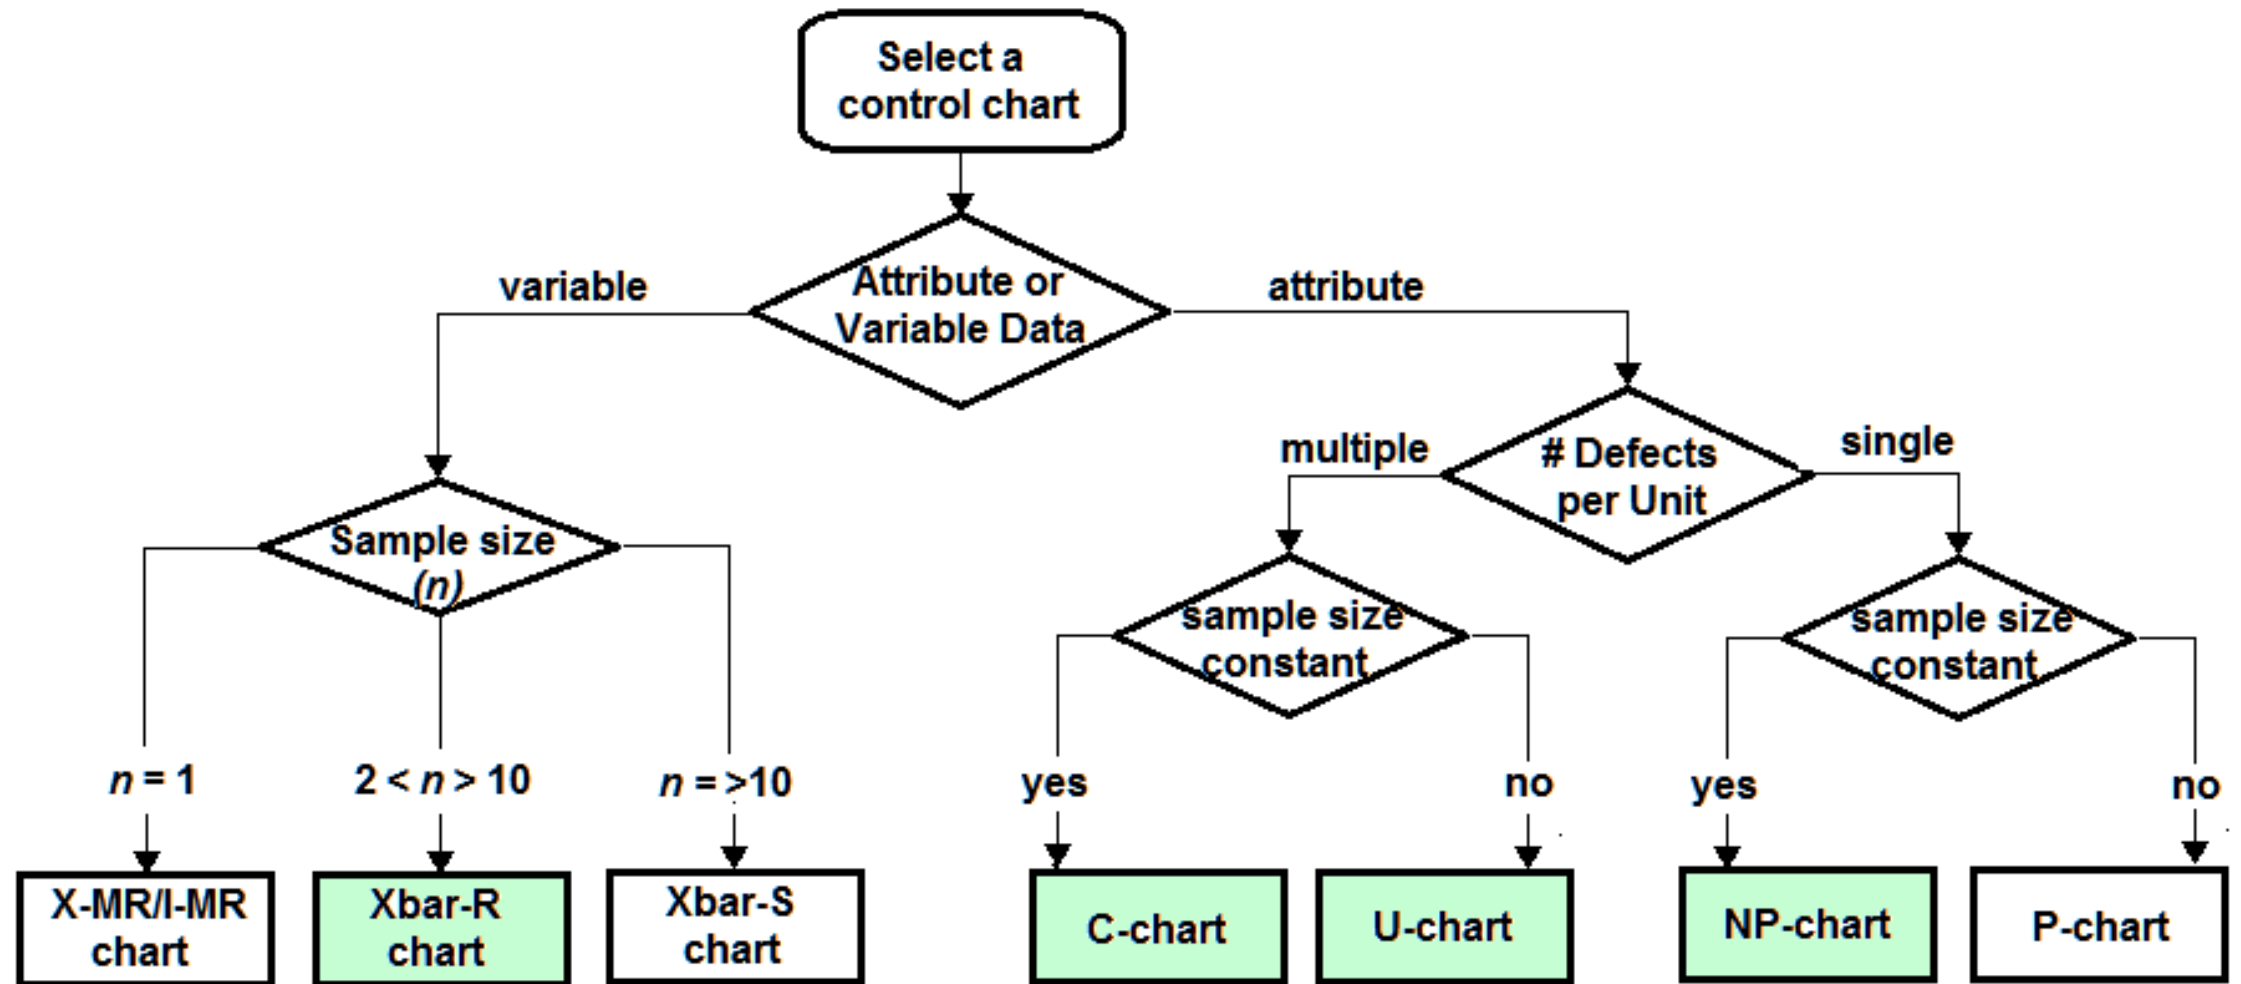 Select a
control chart
variable
Attribute or
Variable Data
attribute
multiple
# Defects
per Unit
single
Sample size
(n)
sample size
constant
sample size
constant
n = 1
2 < n > 10
n = >10
yes
no
yes
no
X-MR/I-MR
chart
Xbar-R
chart
Xbar-S
chart
C-chart
U-chart
NP-chart
P-chart